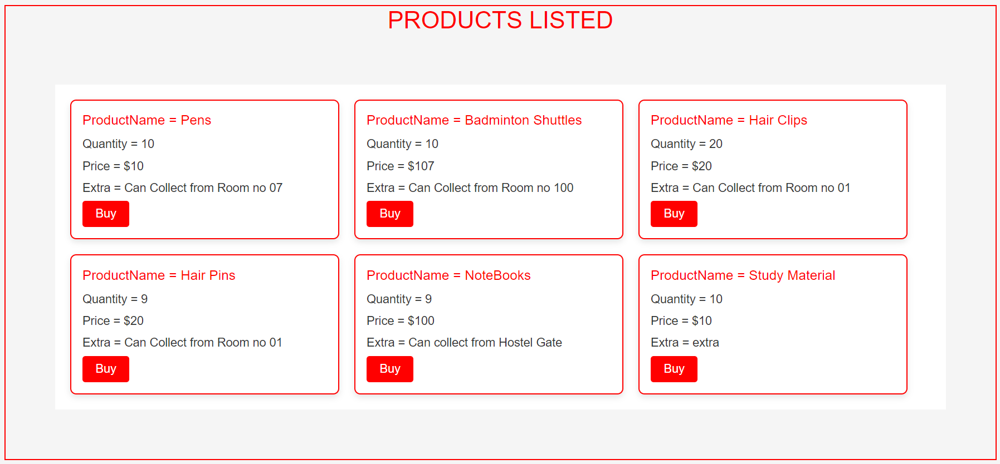 PRODUCTS LISTED
ProductName = Pens
Quantity = 10
Price = $10
Extra = Can Collect from Room no 07
Buy
ProductName = Badminton Shuttles
Quantity = 10
Price = $107
Extra = Can Collect from Room no 100
Buy
ProductName = Hair Clips
Quantity = 20
Price = $20
Extra = Can Collect from Room no 01
Buy
ProductName = Hair Pins
Quantity = 9
Price = $20
Extra = Can Collect from Room no 01
Buy
ProductName = NoteBooks
Quantity = 9
Price = $100
Extra = Can collect from Hostel Gate
Buy
ProductName = Study Material
Quantity = 10
Price = $10
Extra = extra
Buy